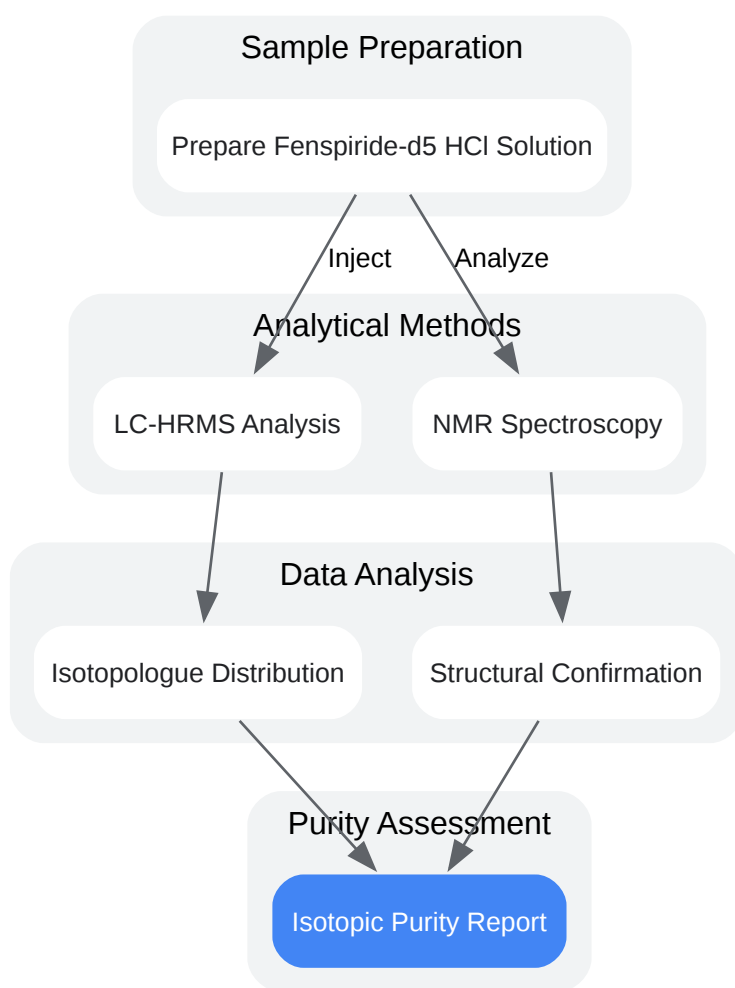 Sample Preparation
Prepare Fenspiride-d5 HCl Solution
Inject
Analyze
Analytical Methods
LC-HRMS Analysis
NMR Spectroscopy
Data Analysis
Isotopologue Distribution
Structural Confirmation
Purity Assessment
Isotopic Purity Report